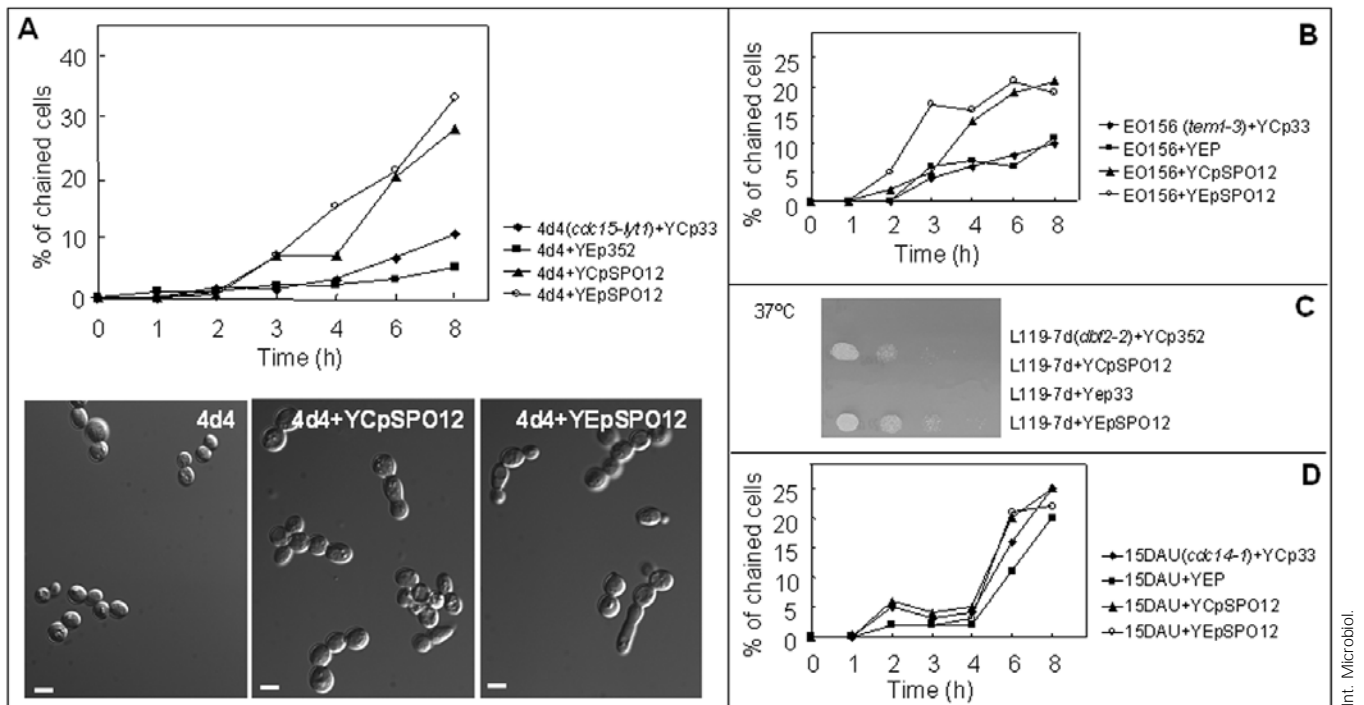 A
% of chained cells
40
30
20
10
0
0 1 2 3 4 6 8
Time (h)
4d4(cdc15-lyt1)+YCp33
4d4+YEp352
4d4+YCpSPO12
4d4+YEpSPO12
4d4
4d4+YCpSPO12
4d4+YEpSPO12
B
% of chained cells
25
20
15
10
5
0
0 1 2 3 4 6 8
Time (h)
EO156 (tem1-3)+YCp33
EO156+YEP
EO156+YCpSPO12
EO156+YEpSPO12
C
37ºC
L119-7d(dbf2-2)+YCp352
L119-7d+YCpSPO12
L119-7d+Yep33
L119-7d+YEpSPO12
D
% of chained cells
25
20
15
10
5
0
0 1 2 3 4 6 8
Time (h)
15DAU(cdc14-1)+YCp33
15DAU+YEP
15DAU+YCpSPO12
15DAU+YEpSPO12
Int. Microbiol.